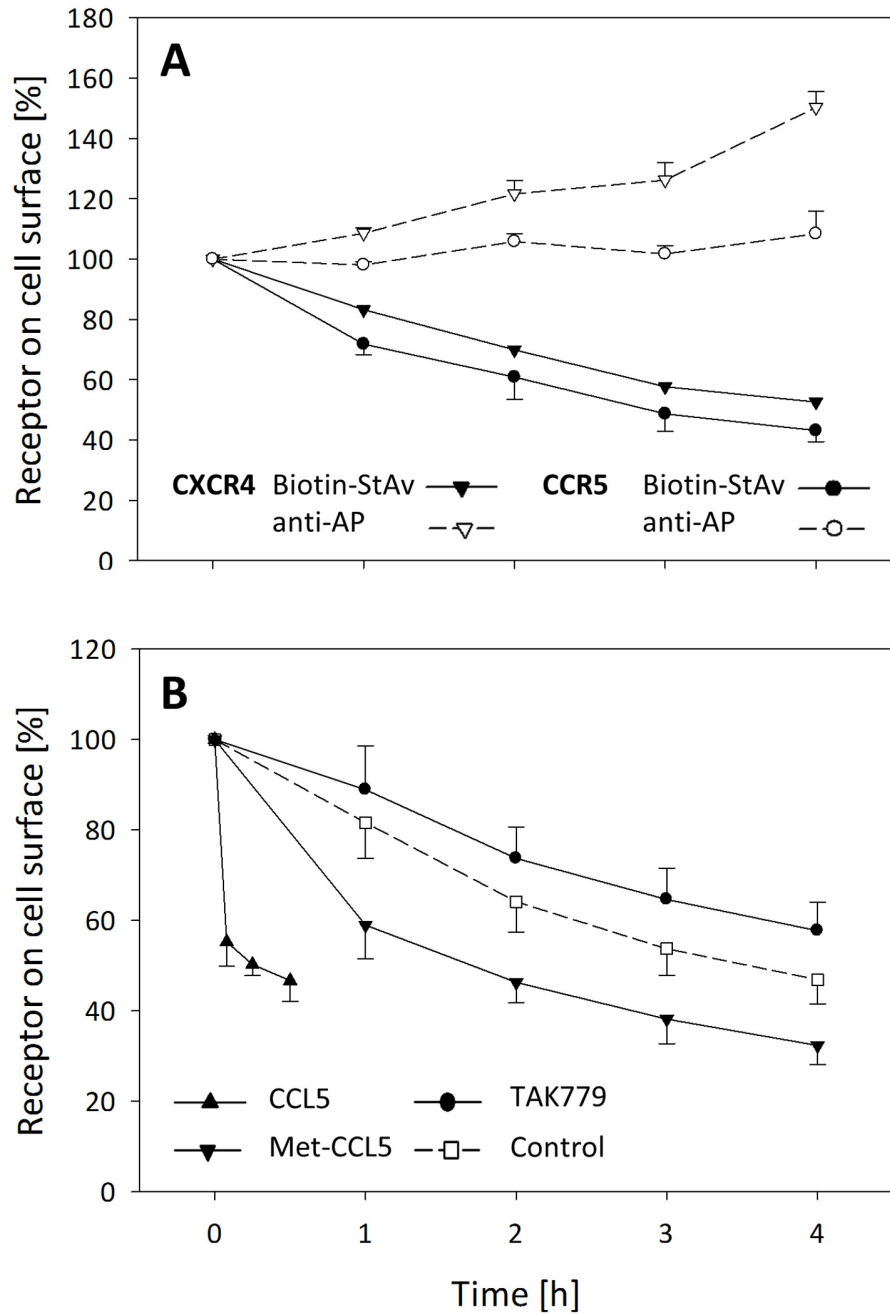 A
Receptor on cell surface [%]
180
160
140
120
100
80
60
40
20
0
CXCR4 Biotin-StAv CCR5 Biotin-StAv
anti-AP anti-AP
B
Receptor on cell surface [%]
120
100
80
60
40
20
0
CCL5 TAK779
Met-CCL5 Control
0 1 2 3 4
Time [h]